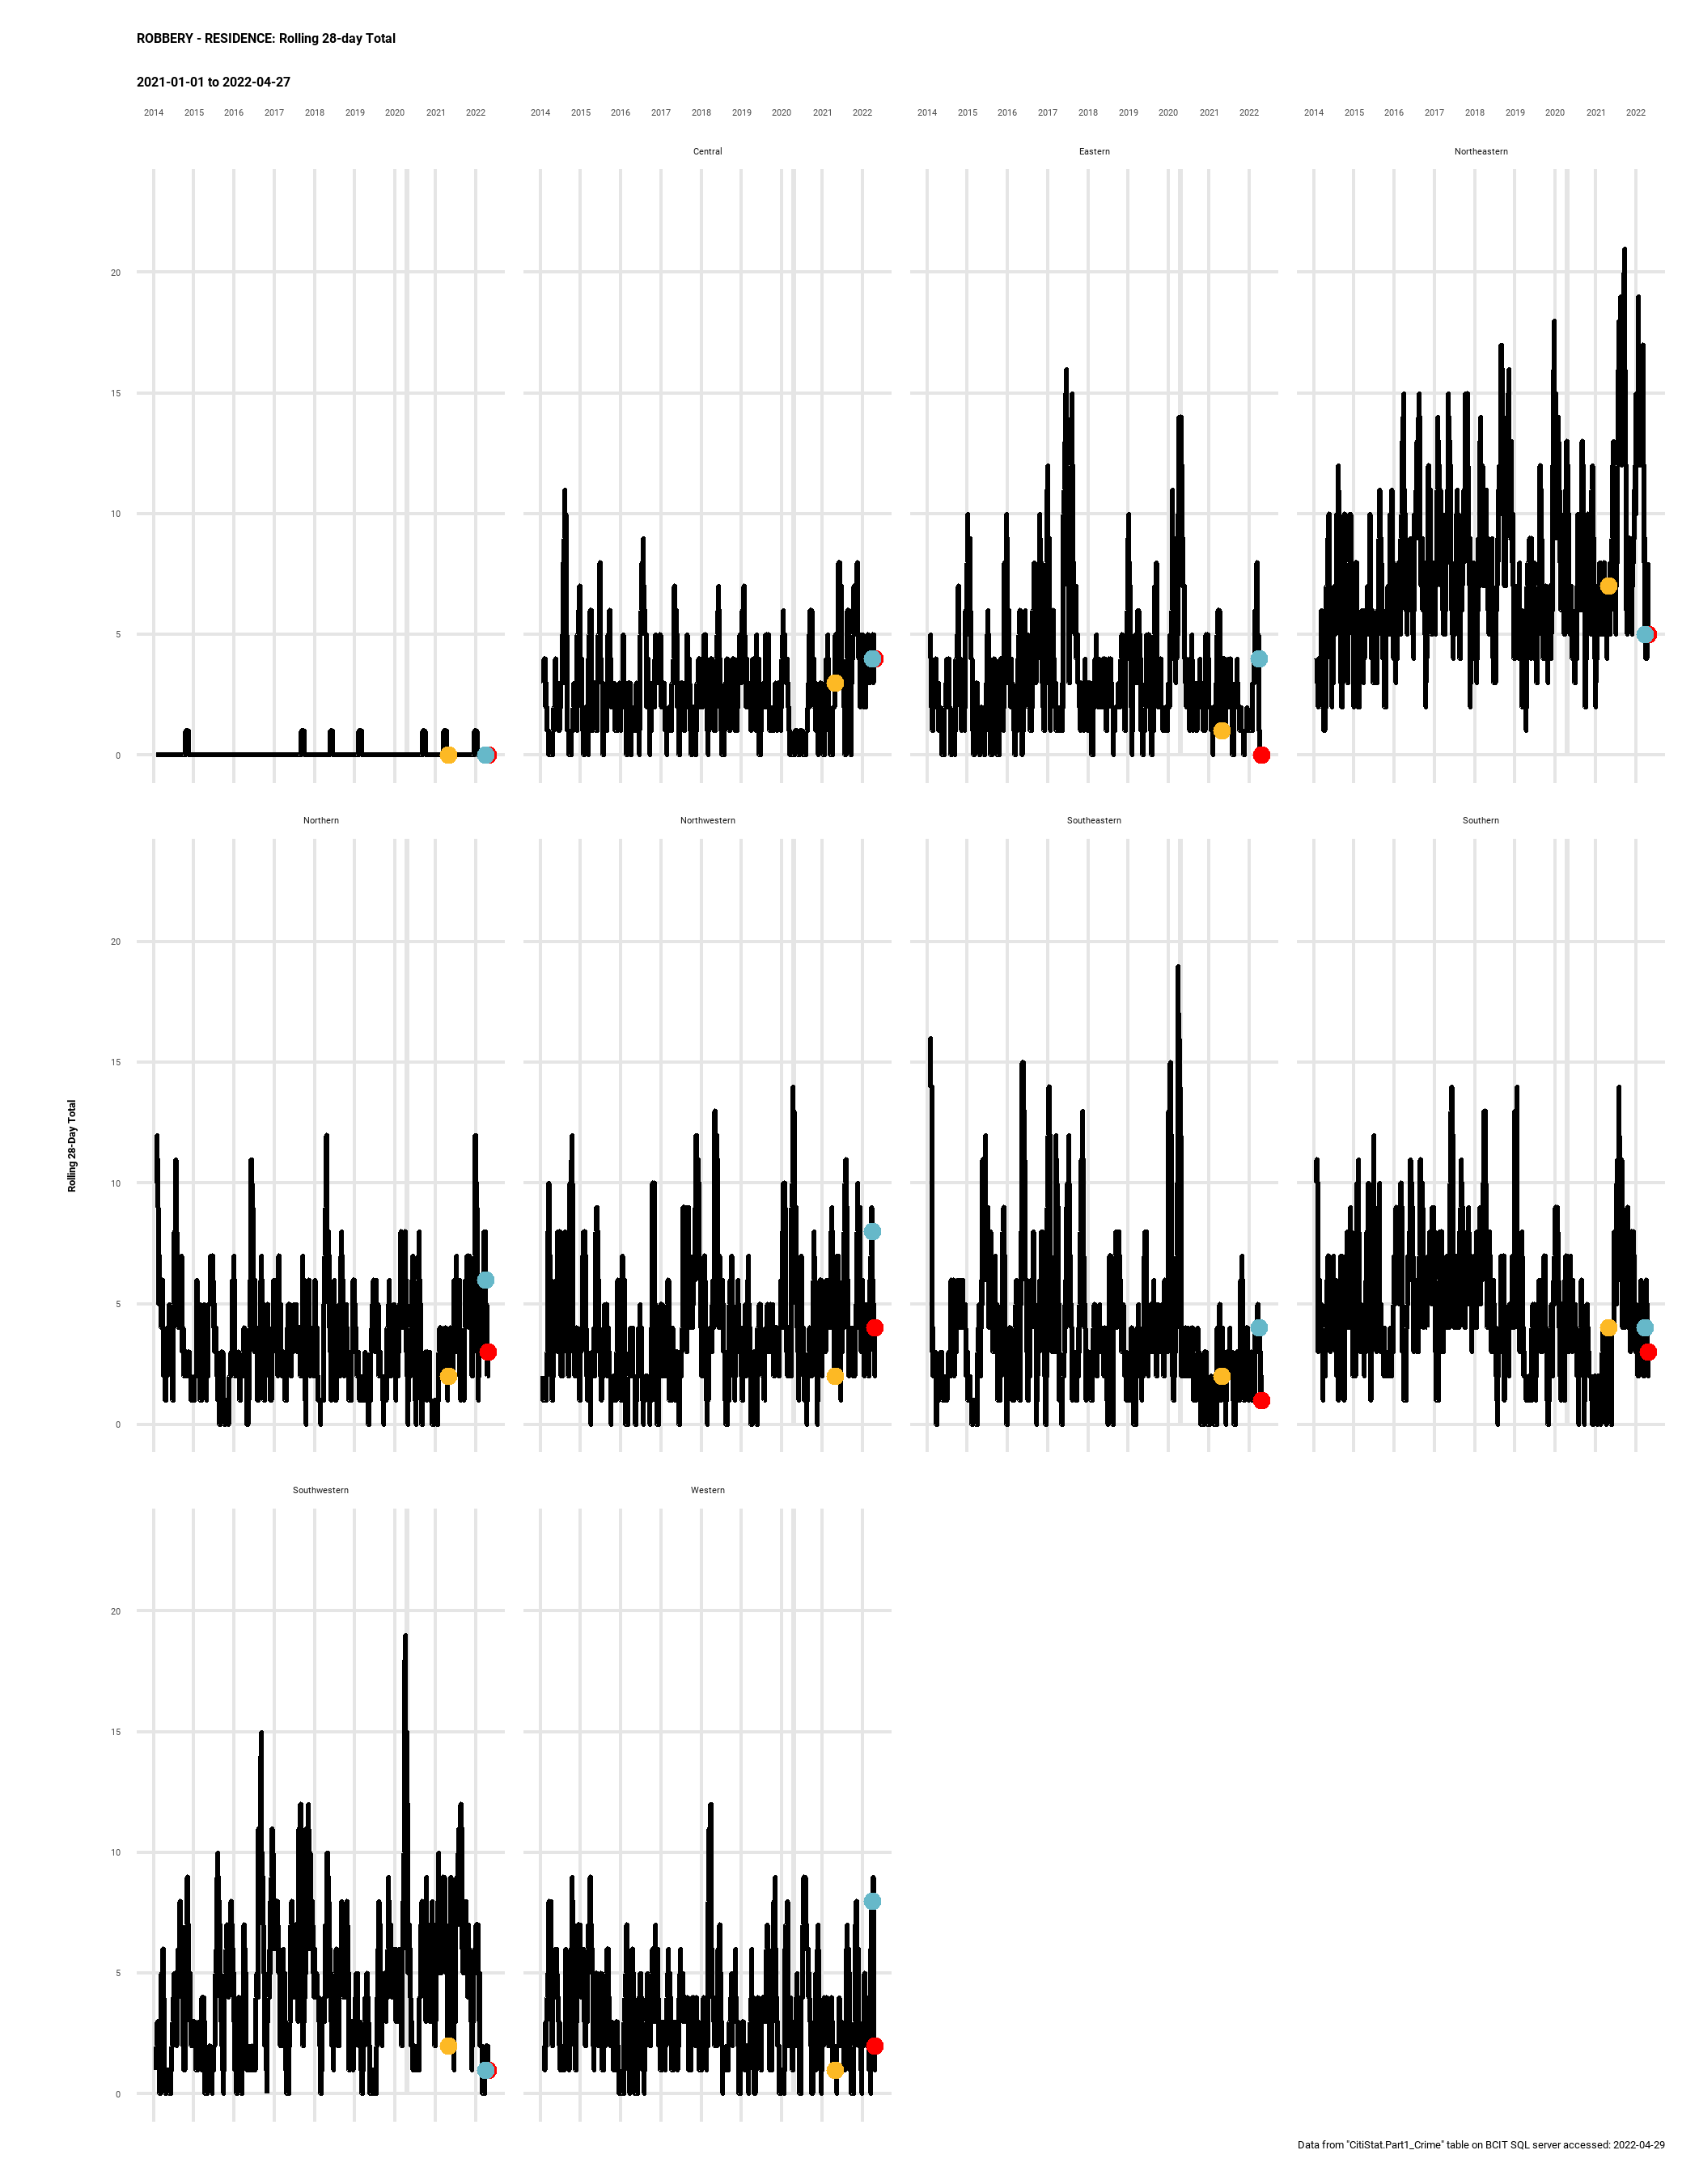 ROBBERY - RESIDENCE: Rolling 28-day Total
2021-01-01 to 2022-04-27
2014 2015 2016 2017 2018 2019 2020 2021 2022 2014 2015 2016 2017 2018 2019 2020 2021 2022 2014 2015 2016 2017 2018 2019 2020 2021 2022 2014 2015 2016 2017 2018 2019 2020 2021 2022
Central Eastern Northeastern
20
15
10
5
0
Northern Northwestern Southeastern Southern
20
15
10
5
0
Rolling 28-Day Total
Southwestern Western
20
15
10
5
0
Data from "CitiStat.Part1_Crime" table on BCIT SQL server accessed: 2022-04-29